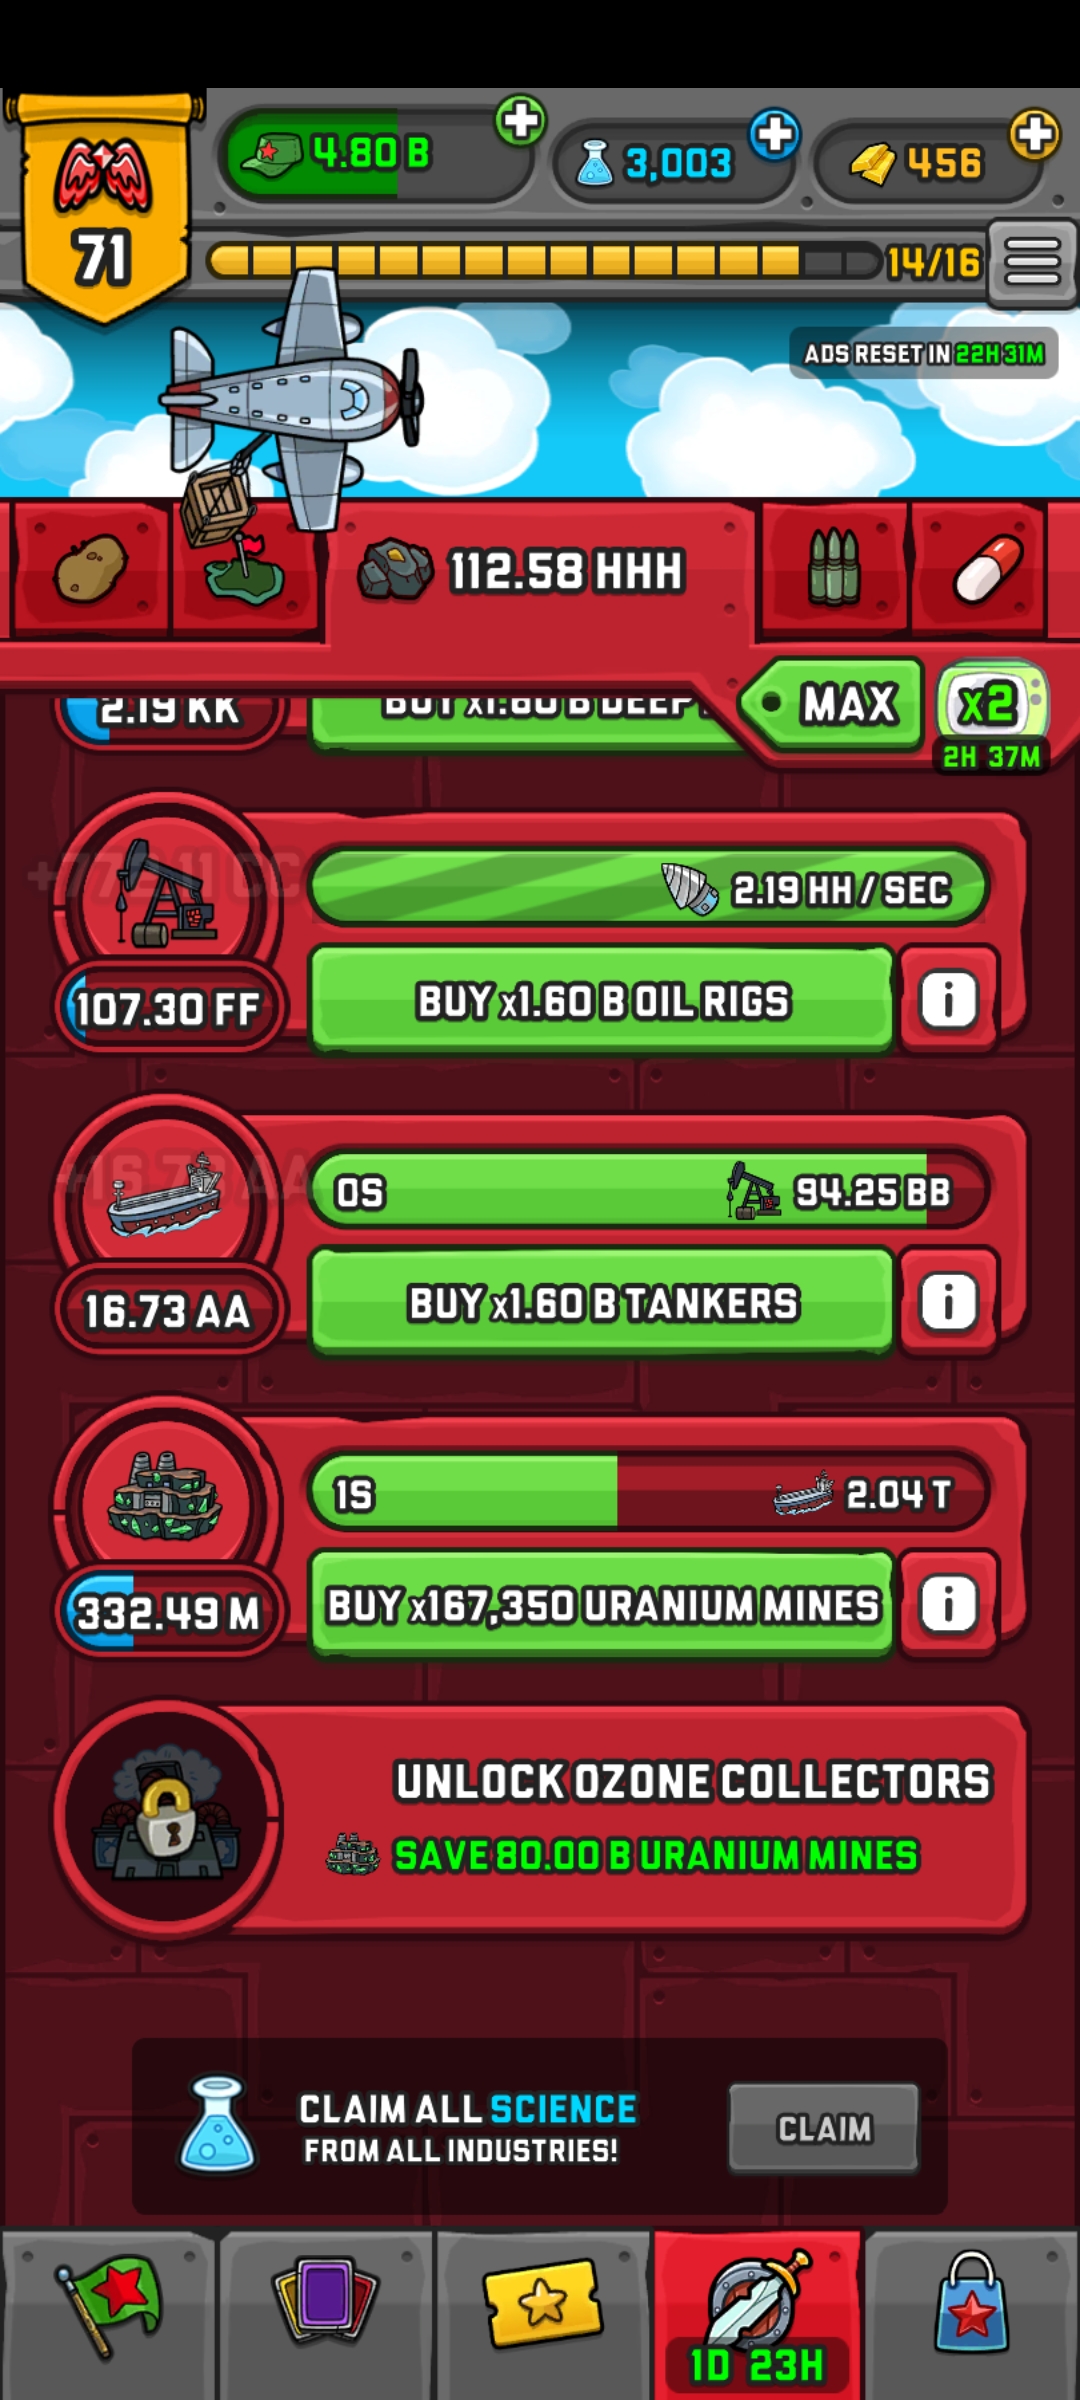 4.80 B
3,003
456
71
14/16
ADS RESET IN 22H 31M
112.58 HHH
MAX
x2
2H 37M
2.19 KK
BUY x1.60 B DEEP
2.19 HH / SEC
107.30 FF
BUY x1.60 B OIL RIGS
i
+16.73 AA
0S
94.25 BB
16.73 AA
BUY x1.60 B TANKERS
i
1S
2.04 T
332.49 M
BUY x167,350 URANIUM MINES
i
UNLOCK OZONE COLLECTORS
SAVE 80.00 B URANIUM MINES
CLAIM ALL SCIENCE
FROM ALL INDUSTRIES!
CLAIM
1D 23H